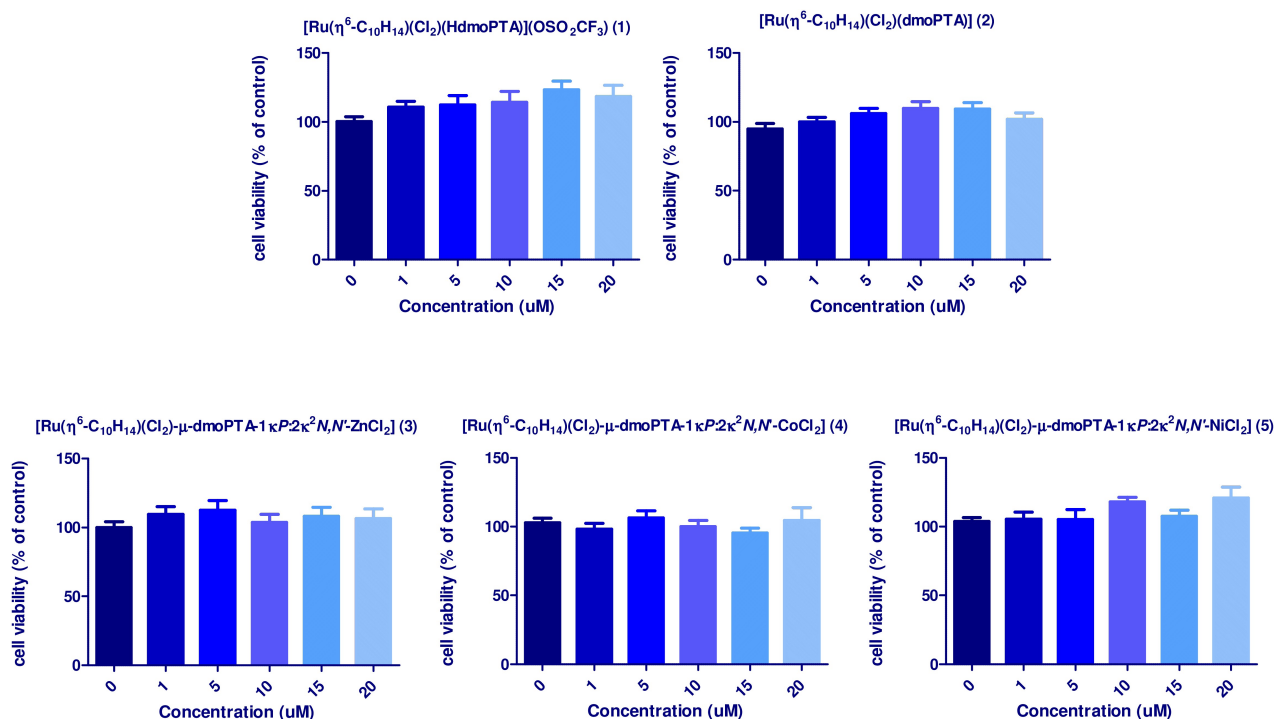 [Ru(η⁶-C₁₀H₁₄)(Cl₂)(HdmoPTA)](OSO₂CF₃) (1)
cell viability (% of control)
150
100
50
0
0 1 5 10 15 20
Concentration (uM)
[Ru(η⁶-C₁₀H₁₄)(Cl₂)(dmoPTA)] (2)
cell viability (% of control)
150
100
50
0
0 1 5 10 15 20
Concentration (uM)
[Ru(η⁶-C₁₀H₁₄)(Cl₂)-μ-dmoPTA-1κP:2κ²N,N′-ZnCl₂] (3)
cell viability (% of control)
150
100
50
0
0 1 5 10 15 20
Concentration (uM)
[Ru(η⁶-C₁₀H₁₄)(Cl₂)-μ-dmoPTA-1κP:2κ²N,N′-CoCl₂] (4)
cell viability (% of control)
150
100
50
0
0 1 5 10 15 20
Concentration (uM)
[Ru(η⁶-C₁₀H₁₄)(Cl₂)-μ-dmoPTA-1κP:2κ²N,N′-NiCl₂] (5)
cell viability (% of control)
150
100
50
0
0 1 5 10 15 20
Concentration (uM)